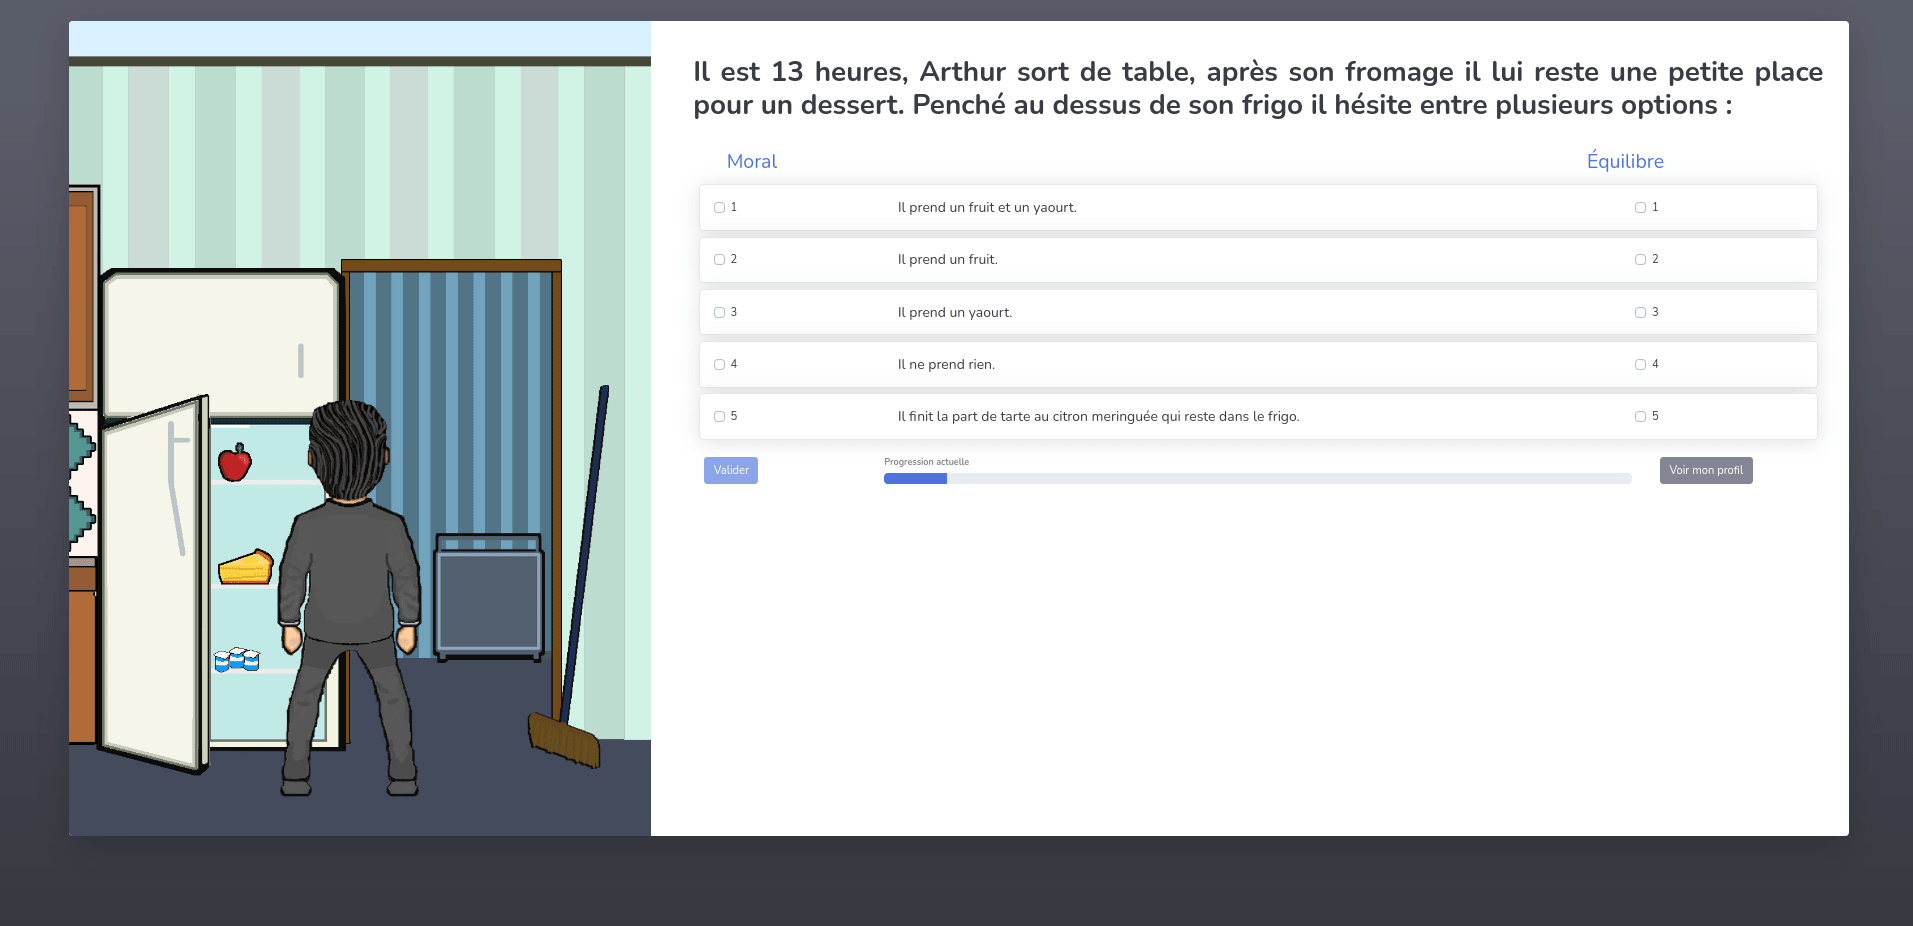 Il est 13 heures, Arthur sort de table, après son fromage il lui reste une petite place
pour un dessert. Penché au dessus de son frigo il hésite entre plusieurs options :
Moral Équilibre
1 Il prend un fruit et un yaourt. 1
2 Il prend un fruit. 2
3 Il prend un yaourt. 3
4 Il ne prend rien. 4
5 Il finit la part de tarte au citron meringuée qui reste dans le frigo. 5
Valider Progression actuelle Voir mon profil